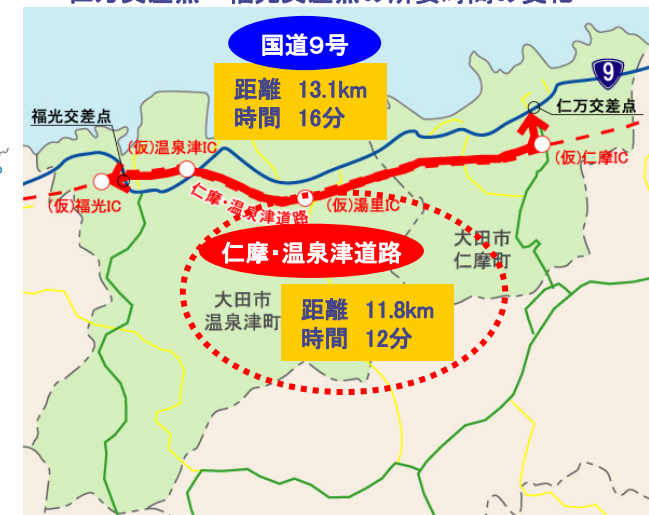 国道9号
距離 13.1km
時間 16分
9
福光交差点
仁万交差点
(仮)温泉津IC
(仮)仁摩IC
(仮)福光IC
仁摩・温泉津道路
(仮)湯里IC
仁摩・温泉津道路
大田市
仁摩町
大田市
温泉津町
距離 11.8km
時間 12分